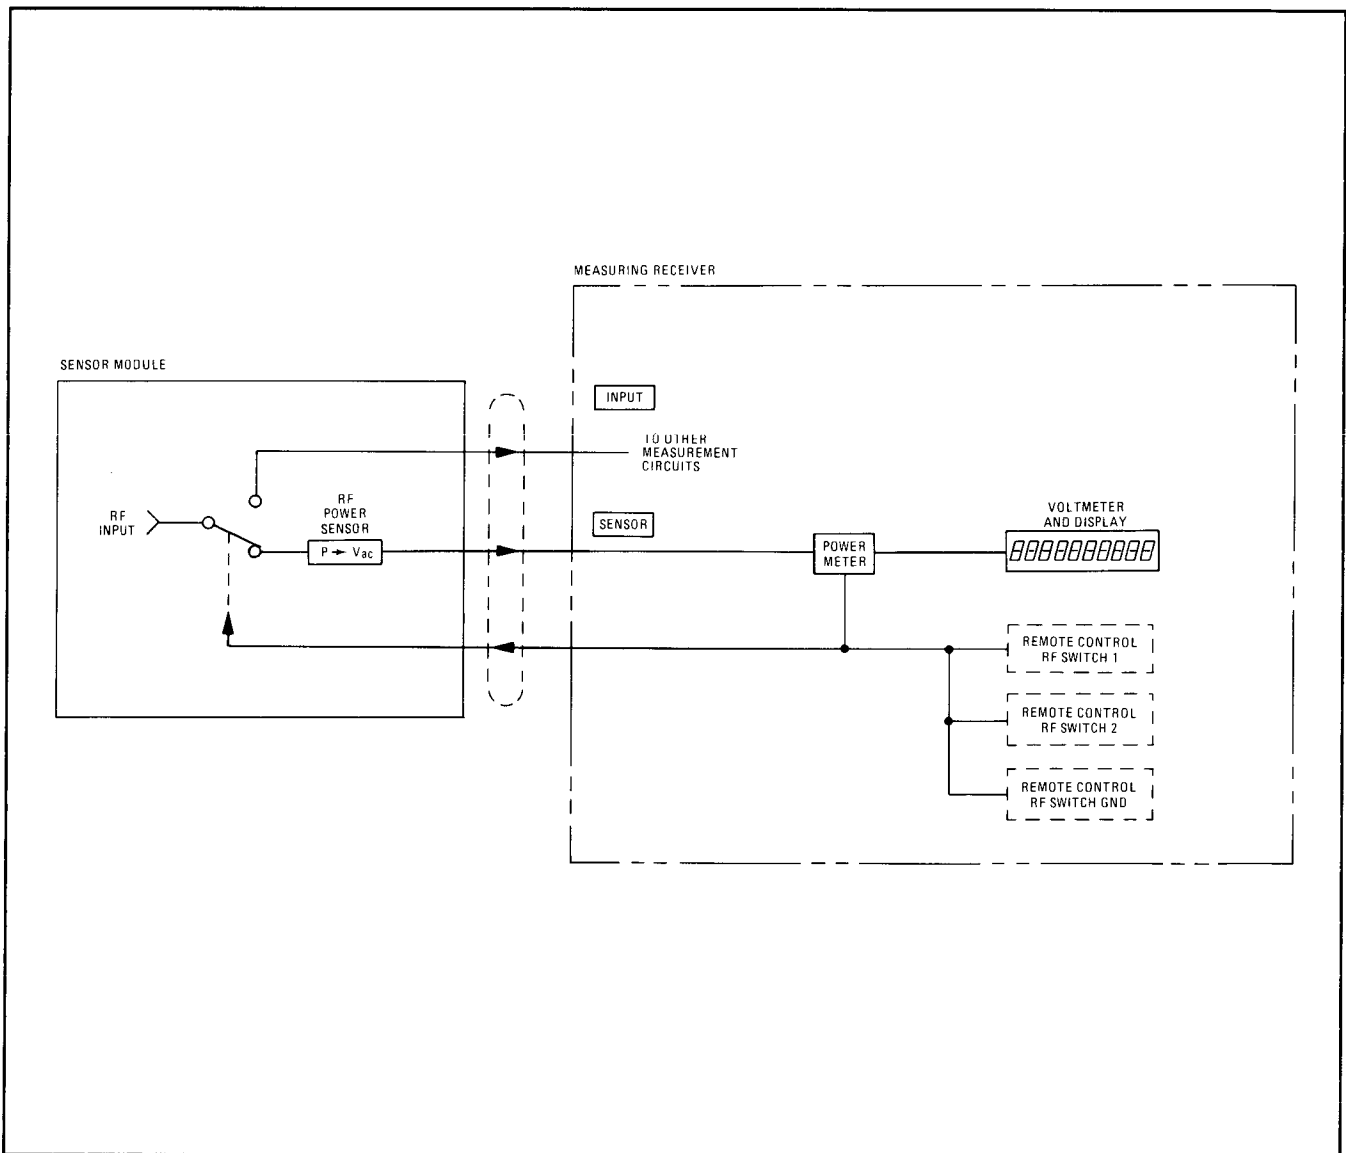 MEASURING RECEIVER
SENSOR MODULE
INPUT
TO OTHER
MEASUREMENT
CIRCUITS
RF
INPUT
RF
POWER
SENSOR
P → Vac
SENSOR
POWER
METER
VOLTMETER
AND DISPLAY
8888888888
REMOTE CONTROL
RF SWITCH 1
REMOTE CONTROL
RF SWITCH 2
REMOTE CONTROL
RF SWITCH GND